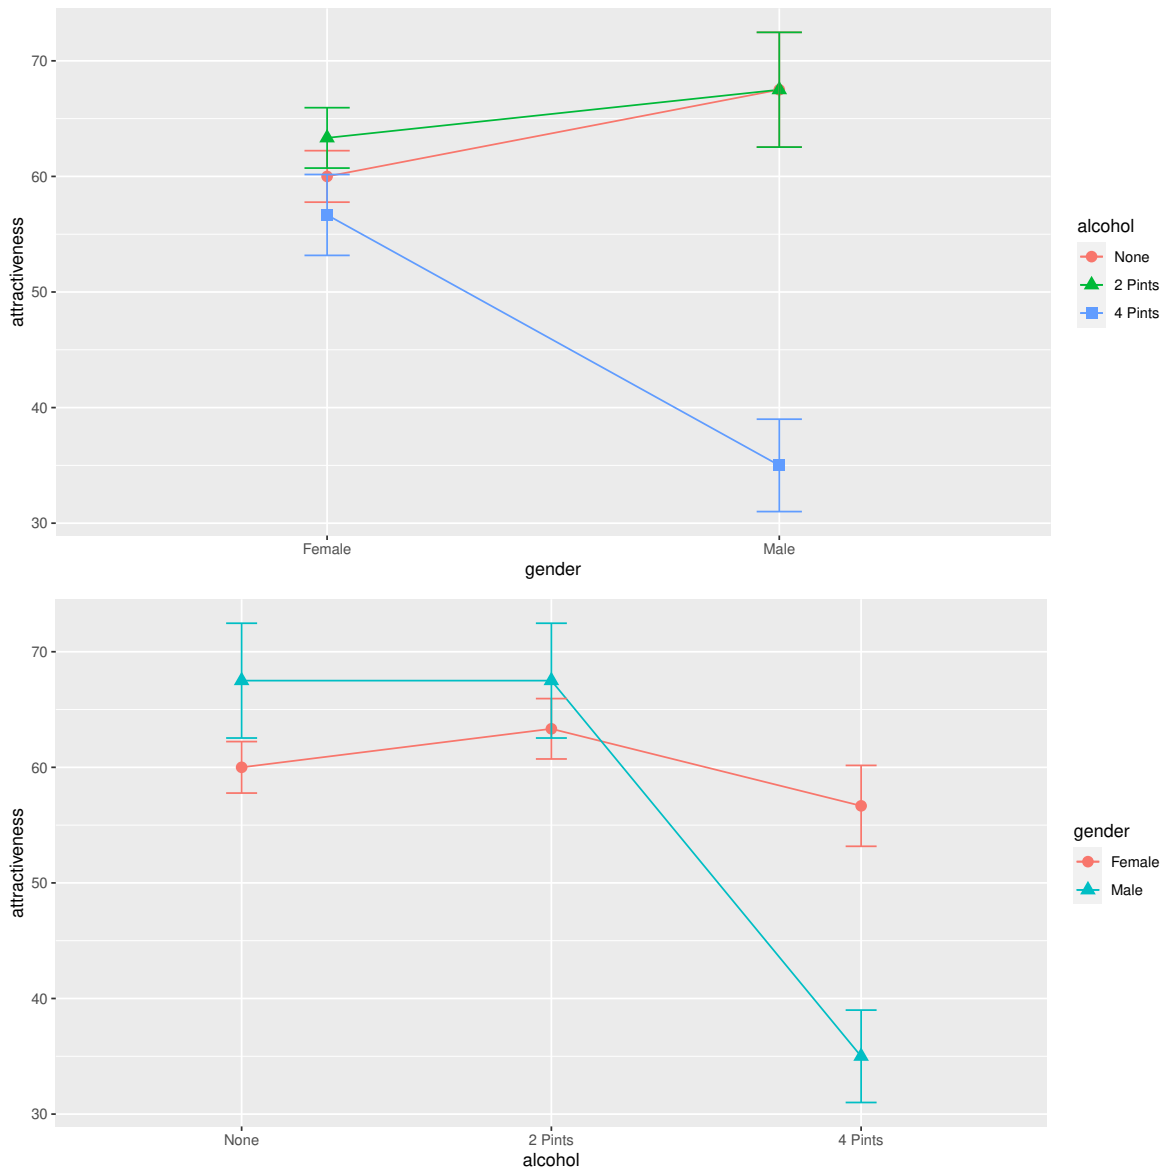 70
60
50
40
30
attractiveness
Female
Male
gender
alcohol
None
2 Pints
4 Pints
70
60
50
40
30
attractiveness
None
2 Pints
4 Pints
alcohol
gender
Female
Male